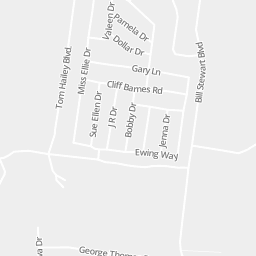 Valeen Dr
Pamela Dr
Dollar Dr
Gary Ln
Tom Hailey Blvd.
Miss Ellie Dr
Cliff Barnes Rd
Bill Stewart Blvd
Sue Ellen Dr
J R Dr
Bobby Dr
Jenna Dr
Ewing Way
Dr
George